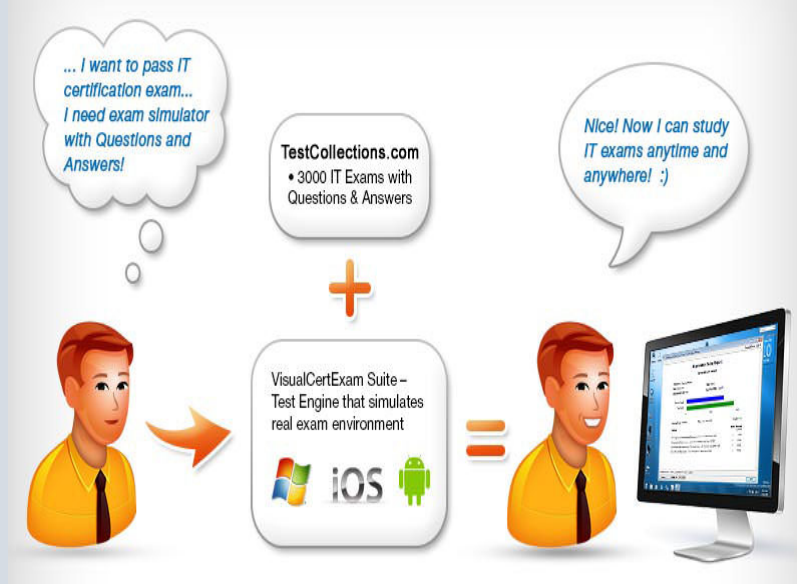 ... I want to pass IT
certification exam...
I need exam simulator
with Questions and
Answers!
TestCollections.com
• 3000 IT Exams with
Questions & Answers
VisualCertExam Suite –
Test Engine that simulates
real exam environment
iOS
Nice! Now I can study
IT exams anytime and
anywhere! :)